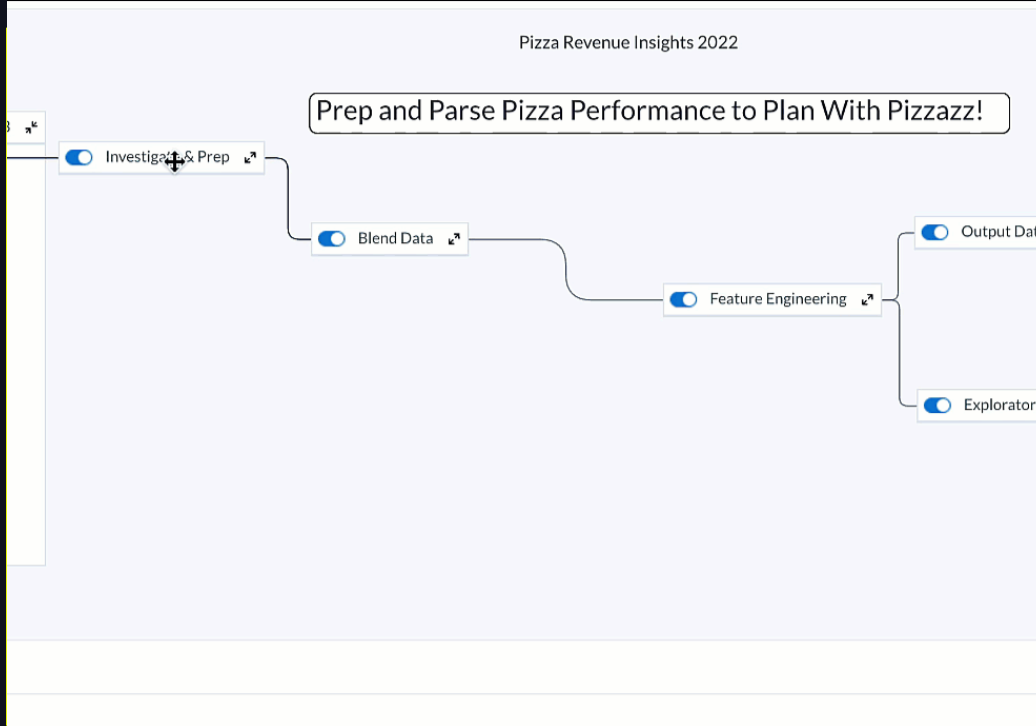 Pizza Revenue Insights 2022
Prep and Parse Pizza Performance to Plan With Pizzazz!
Investigate & Prep
Blend Data
Output Dat
Feature Engineering
Explorator